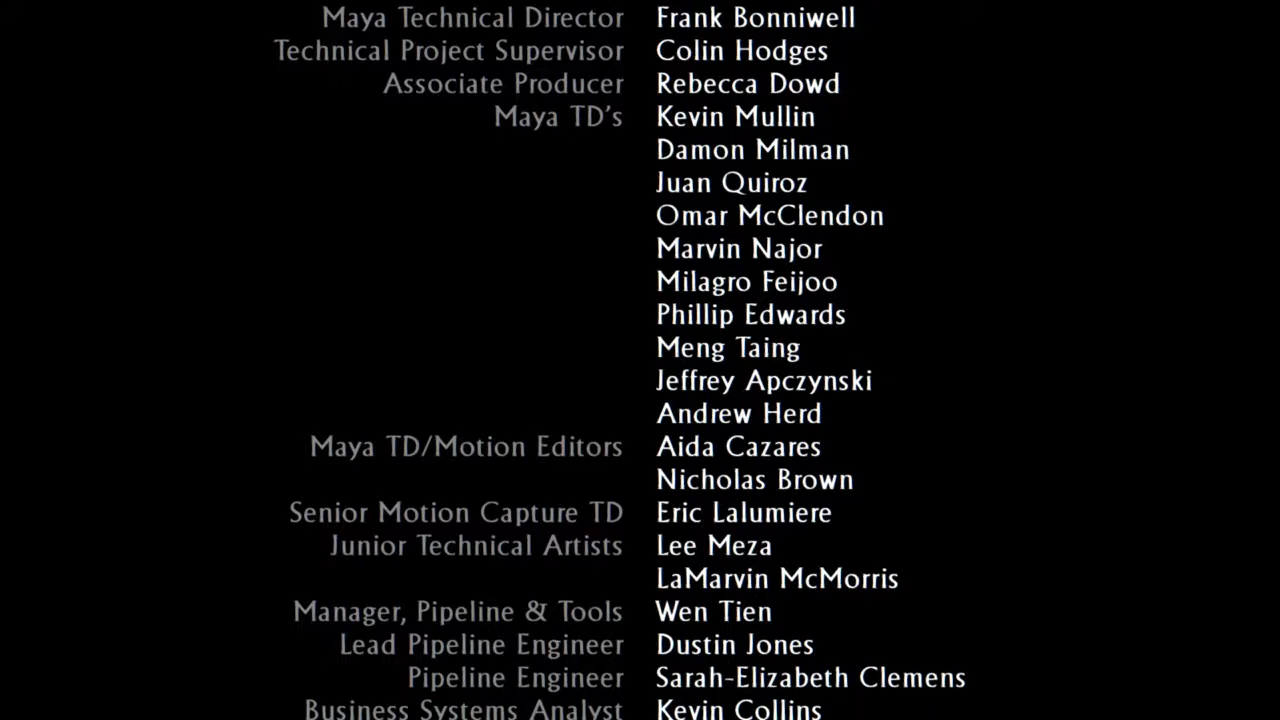 Maya Technical Director Frank Bonniwell
Technical Project Supervisor Colin Hodges
Associate Producer Rebecca Dowd
Maya TD's Kevin Mullin
Damon Milman
Juan Quiroz
Omar McClendon
Marvin Najor
Milagro Feijoo
Phillip Edwards
Meng Taing
Jeffrey Apczynski
Andrew Herd
Maya TD/Motion Editors Aida Cazares
Nicholas Brown
Senior Motion Capture TD Eric Lalumiere
Junior Technical Artists Lee Meza
LaMarvin McMorris
Manager, Pipeline & Tools Wen Tien
Lead Pipeline Engineer Dustin Jones
Pipeline Engineer Sarah-Elizabeth Clemens
Business Systems Analyst Kevin Collins